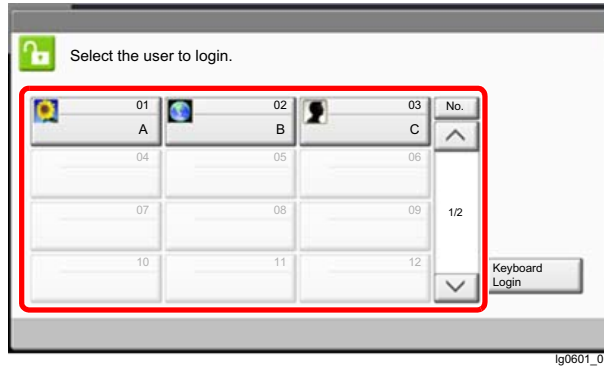 Select the user to login.
01 02 03 No.
A B C
04 05 06
07 08 09 1/2
10 11 12
Keyboard
Login
lg0601_0